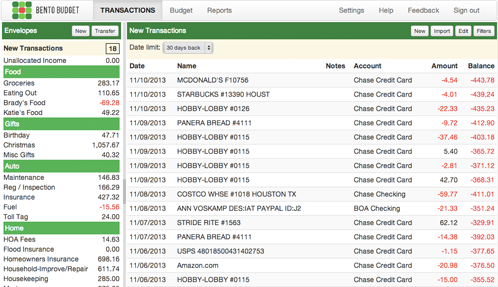 BENTO BUDGET TRANSACTIONS Budget Reports Settings Help Feedback Sign out
Envelopes New Transfer
New Transactions 18
Unallocated Income 0.00
Food
Groceries 283.17
Eating Out 110.65
Brady's Food -69.28
Katie's Food 49.22
Gifts
Birthday 47.71
Christmas 1,057.67
Misc Gifts 40.32
Auto
Maintenance 146.83
Reg / Inspection 166.29
Insurance 427.32
Fuel -15.56
Toll Tag 24.00
Home
HOA Fees 14.63
Flood Insurance 0.00
Homeowners Insurance 698.16
Household-Improve/Repair 611.74
Housekeeping 285.00
New Transactions New Import Edit Filters
Date limit: 30 days back
Date Name Notes Account Amount Balance
11/10/2013 MCDONALD'S F10756 Chase Credit Card -4.54 -443.78
11/10/2013 STARBUCKS #13390 HOUST Chase Credit Card -4.01 -439.24
11/10/2013 HOBBY-LOBBY #0126 Chase Credit Card -22.33 -435.23
11/09/2013 PANERA BREAD #4111 Chase Credit Card -9.72 -412.90
11/09/2013 HOBBY-LOBBY #0115 Chase Credit Card -37.46 -403.18
11/09/2013 HOBBY-LOBBY #0115 Chase Credit Card 5.40 -365.72
11/09/2013 HOBBY-LOBBY #0115 Chase Credit Card -2.81 -371.12
11/09/2013 HOBBY-LOBBY #0115 Chase Credit Card 42.70 -368.31
11/08/2013 COSTCO WHSE #1018 HOUSTON TX Chase Checking -59.77 -411.01
11/08/2013 ANN VOSKAMP DES:IAT PAYPAL ID:J2 BOA Checking -21.33 -351.24
11/07/2013 STRIDE RITE #1563 Chase Credit Card 62.12 -329.91
11/07/2013 PANERA BREAD #4111 Chase Credit Card -14.38 -392.03
11/06/2013 USPS 48018500431402753 Chase Credit Card -1.15 -377.65
11/06/2013 Amazon.com Chase Credit Card -20.98 -376.50
11/06/2013 HOBBY-LOBBY #0115 Chase Credit Card -15.00 -355.52